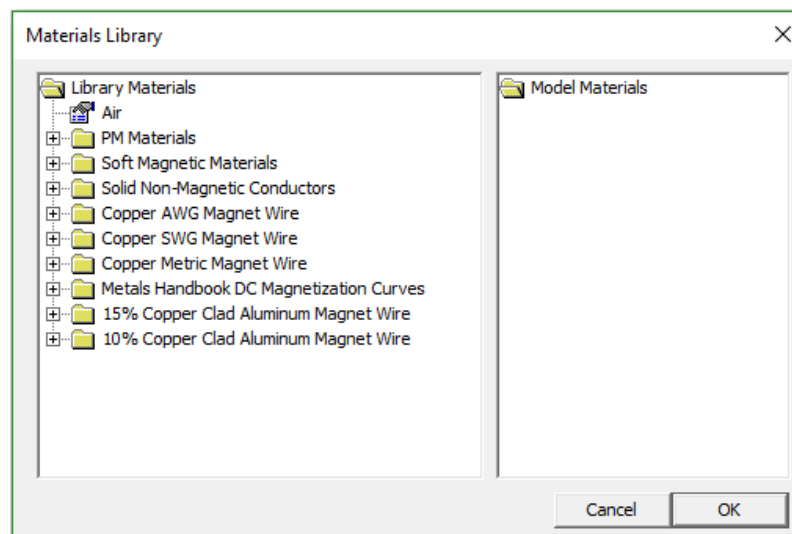 Materials Library
Library Materials
Air
PM Materials
Soft Magnetic Materials
Solid Non-Magnetic Conductors
Copper AWG Magnet Wire
Copper SWG Magnet Wire
Copper Metric Magnet Wire
Metals Handbook DC Magnetization Curves
15% Copper Clad Aluminum Magnet Wire
10% Copper Clad Aluminum Magnet Wire
Model Materials
Cancel
OK